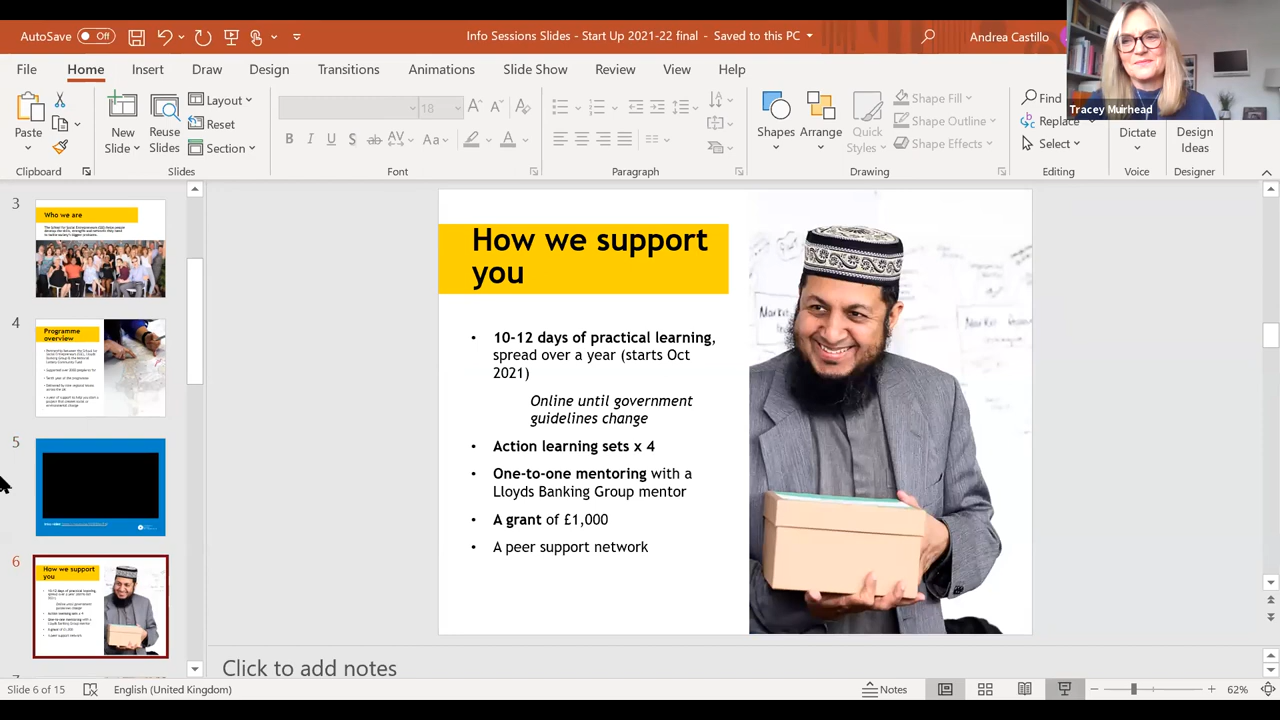 AutoSave Off
Info Sessions Slides - Start Up 2021-22 final - Saved to this PC
Andrea Castillo
Tracey Muirhead
File Home Insert Draw Design Transitions Animations Slide Show Review View Help
Paste
Clipboard
New Slide
Reuse Slides
Layout
Reset
Section
Slides
18
B I U S ab AV Aa A
Font
Paragraph
Shapes
Arrange
Quick Styles
Shape Fill
Shape Outline
Shape Effects
Drawing
Find
Replace
Select
Editing
Dictate
Voice
Design Ideas
Designer
3
Who we are
4
Programme overview
5
6
How we support you
How we support
you
• 10-12 days of practical learning,
spread over a year (starts Oct
2021)
Online until government
guidelines change
• Action learning sets x 4
• One-to-one mentoring with a
Lloyds Banking Group mentor
• A grant of £1,000
• A peer support network
Click to add notes
Slide 6 of 15
English (United Kingdom)
Notes
62%